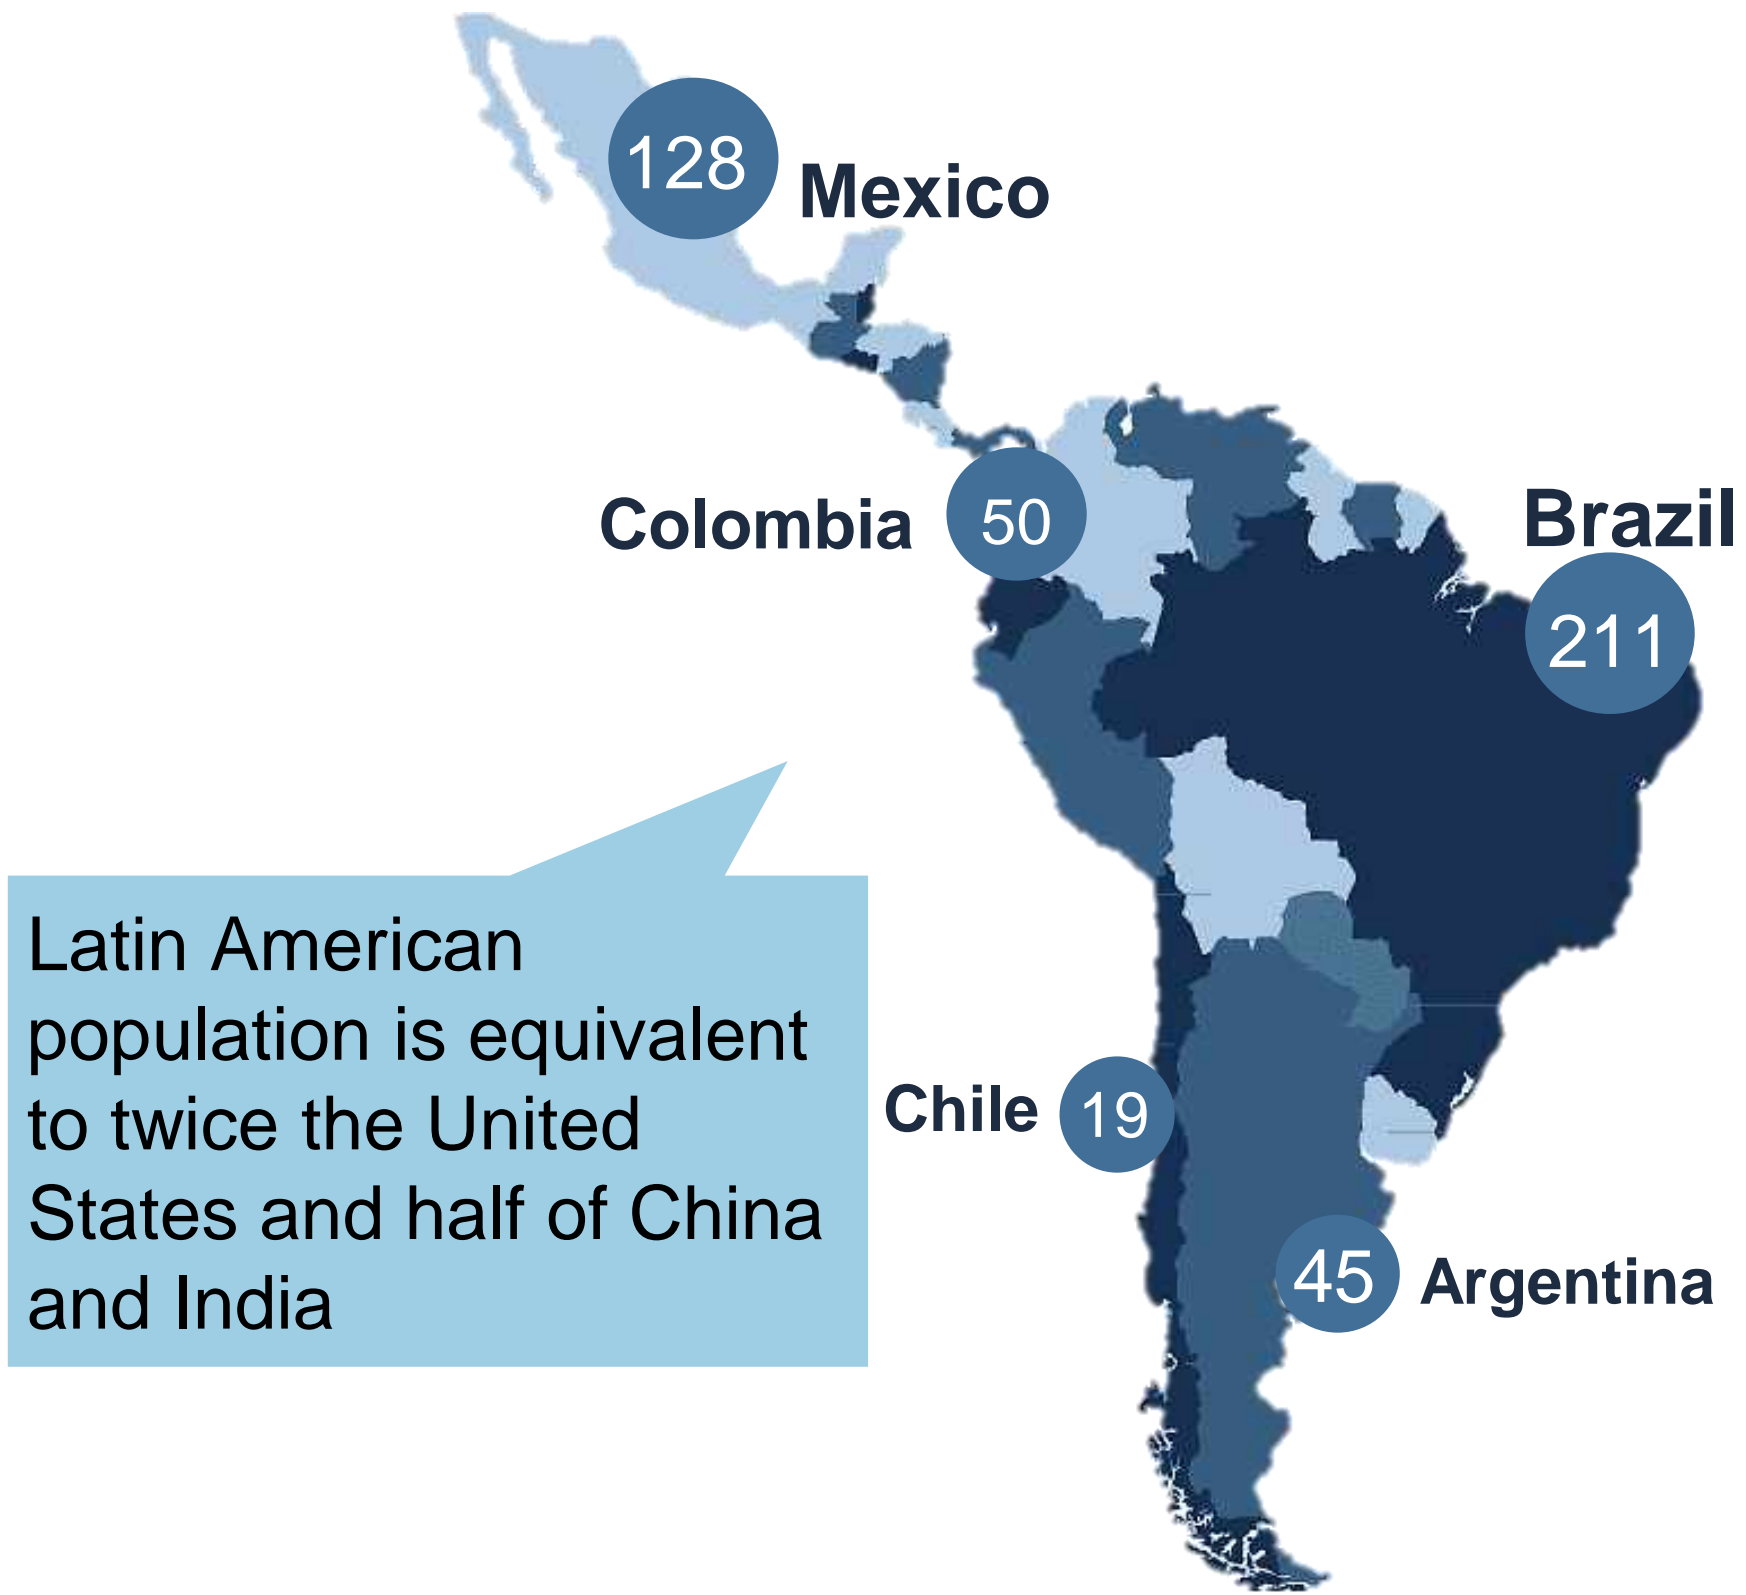 128
Mexico
Colombia
50
Brazil
211
Latin American
population is equivalent
to twice the United
States and half of China
and India
Chile
19
45
Argentina